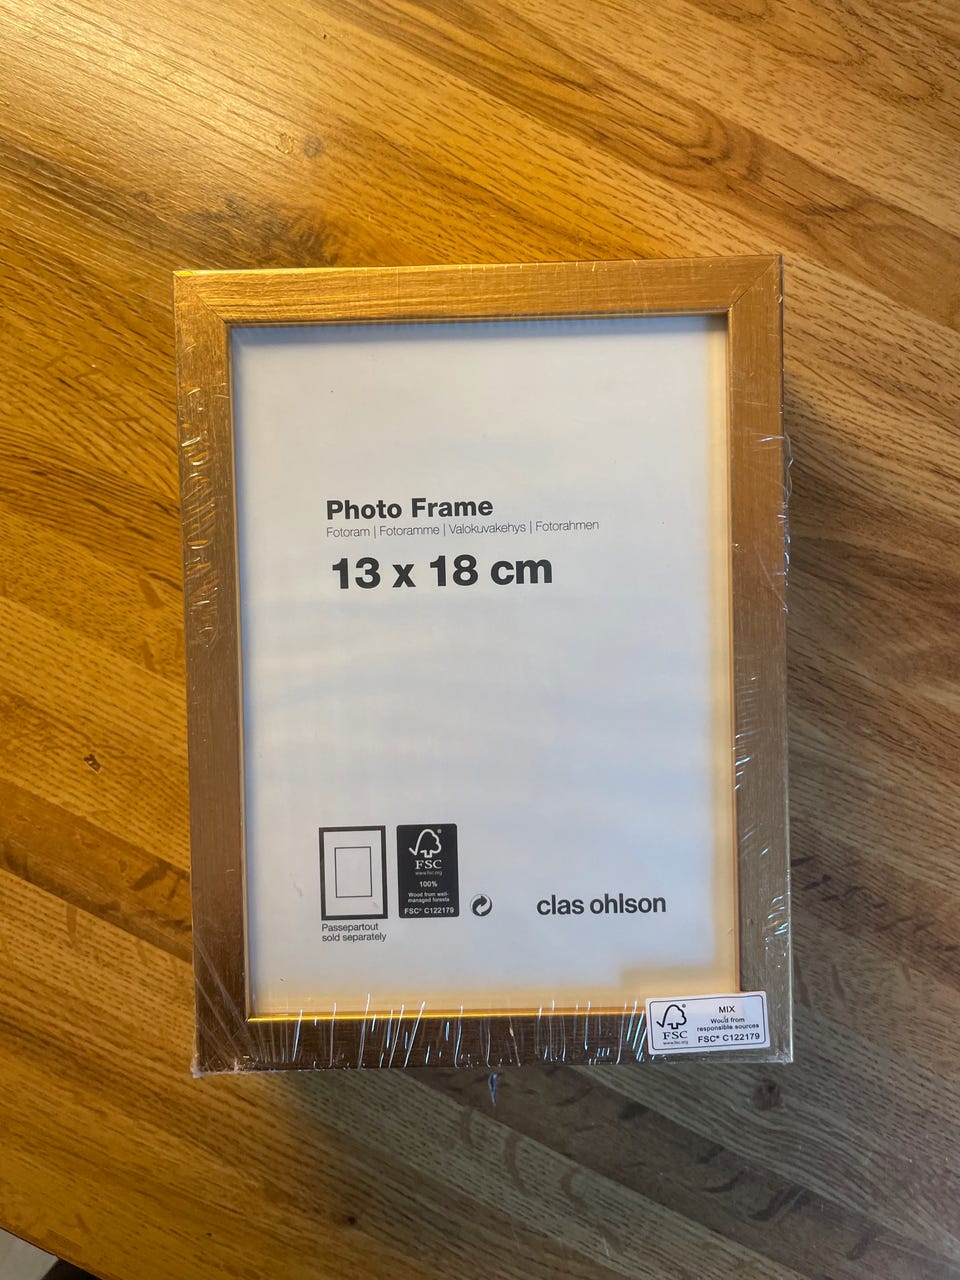 Photo Frame
Fotoram | Fotoramme | Valokuvakehys | Fotorahmen
13 x 18 cm
FSC
www.fsc.org
100%
Wood from well-
managed forests
FSC® C122179
Passepartout
sold separately
clas ohlson
FSC
www.fsc.org
MIX
Wood from
responsible sources
FSC® C122179